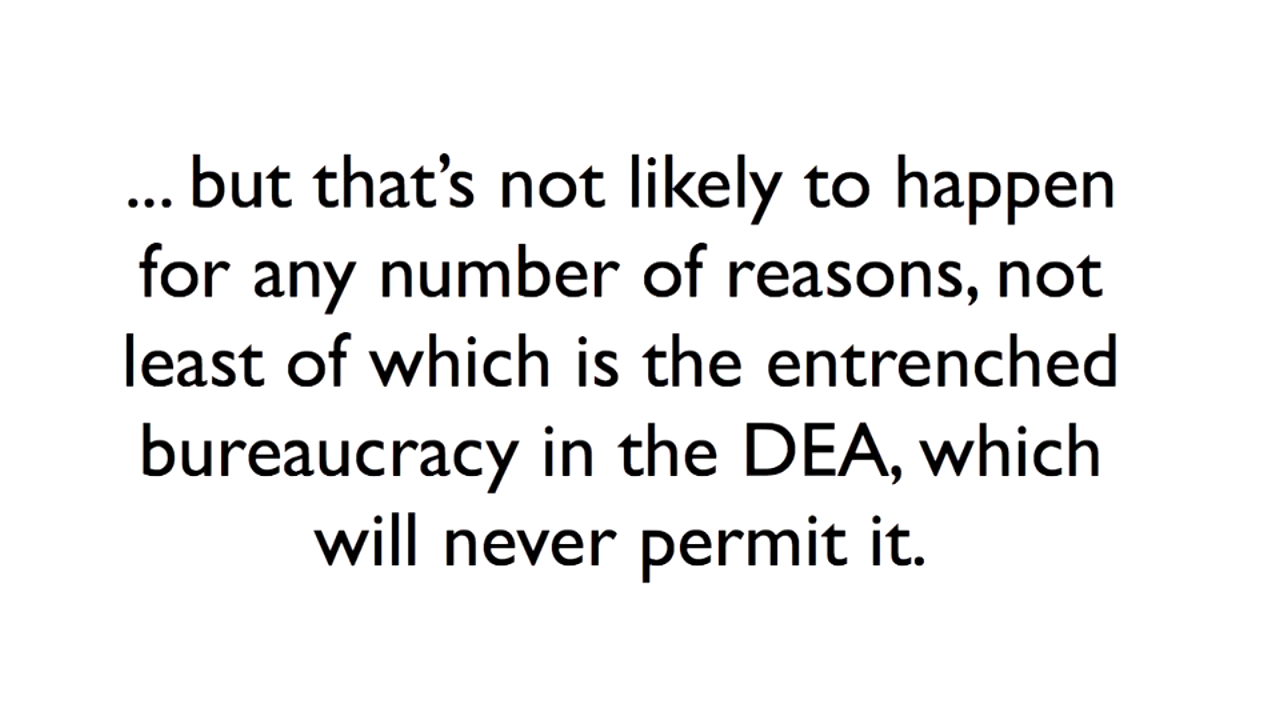 ... but that’s not likely to happen
for any number of reasons, not
least of which is the entrenched
bureaucracy in the DEA, which
will never permit it.